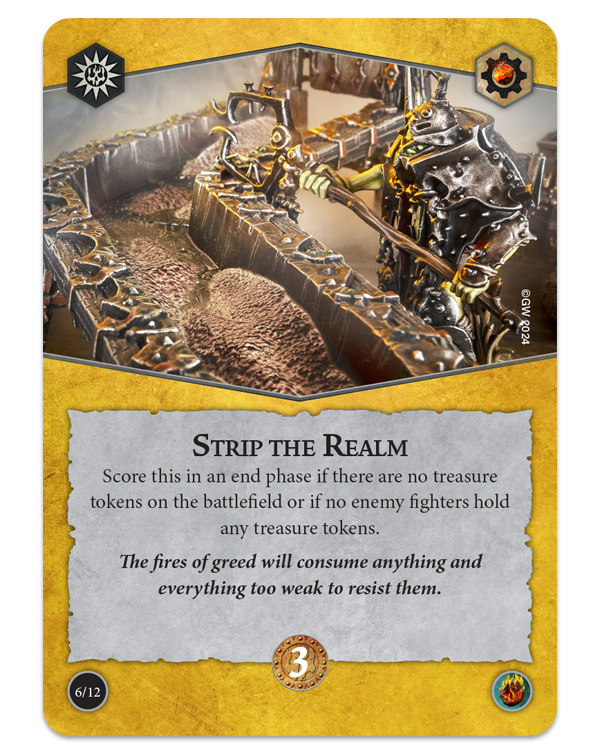 ©GW 2024
Strip the Realm
Score this in an end phase if there are no treasure
tokens on the battlefield or if no enemy fighters hold
any treasure tokens.
The fires of greed will consume anything and
everything too weak to resist them.
3
6/12